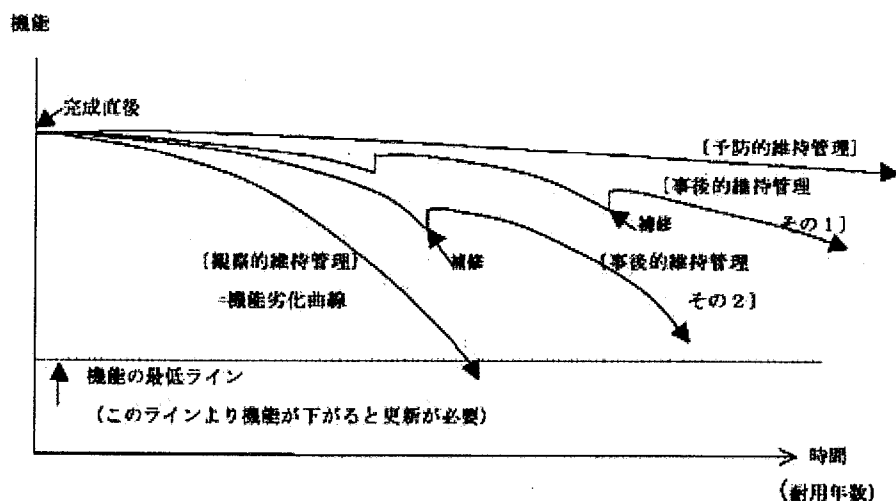 機能
完成直後
[予防的維持管理]
[事後的維持管理
その1]
補修
[観察的維持管理]
=機能劣化曲線
補修
[事後的維持管理
その2]
機能の最低ライン
(このラインより機能が下がると更新が必要)
時間
(耐用年数)